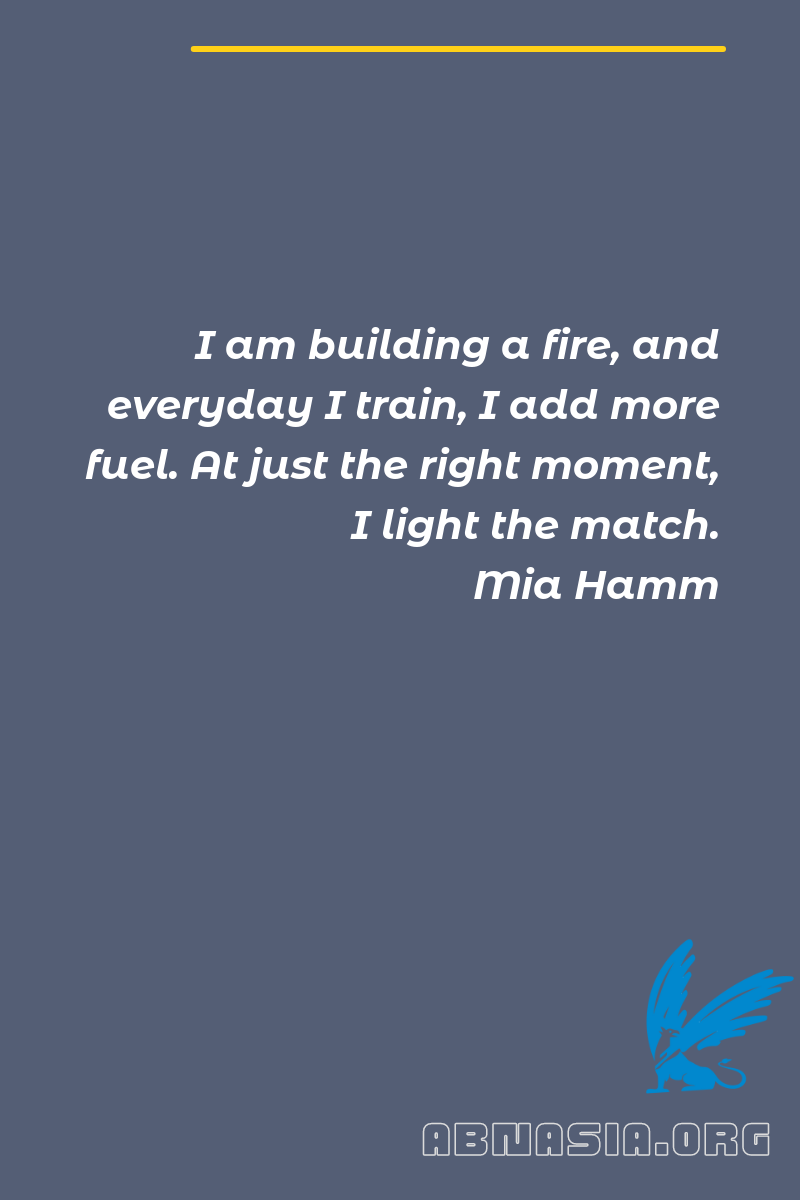 I am building a fire, and
everyday I train, I add more
fuel. At just the right moment,
I light the match.
Mia Hamm
ABNASIA.ORG